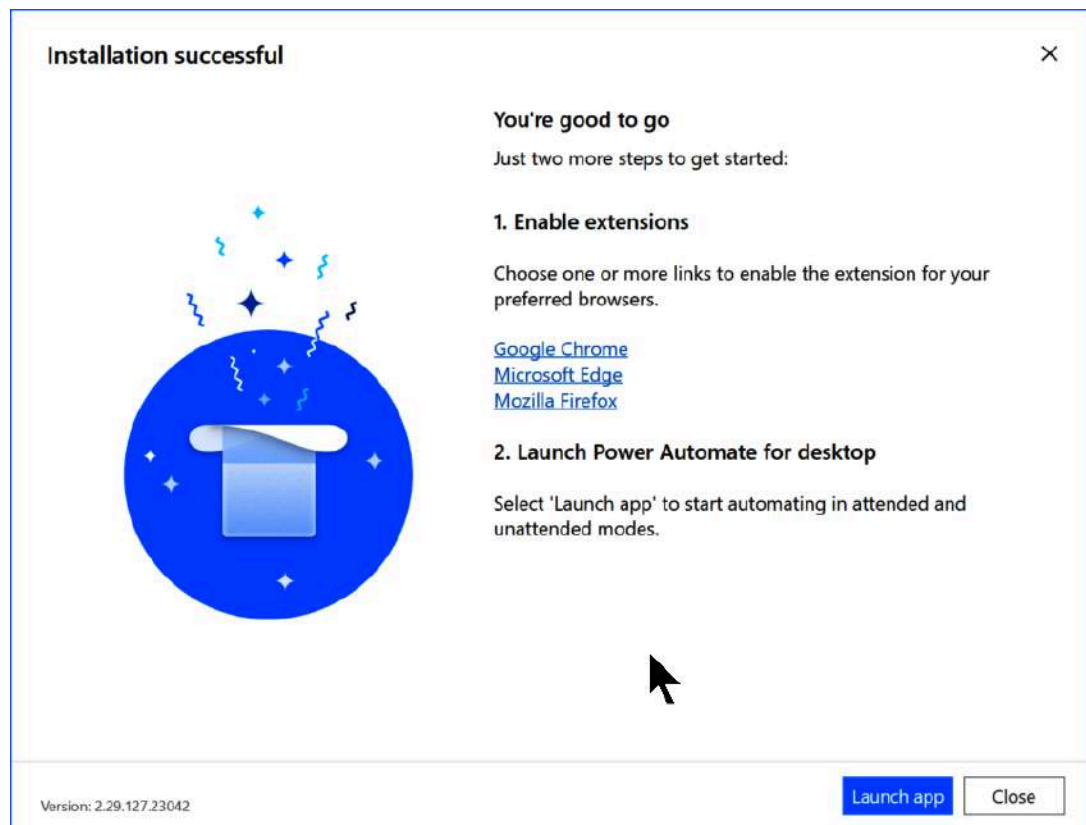 Installation successful
You're good to go
Just two more steps to get started:
1. Enable extensions
Choose one or more links to enable the extension for your
preferred browsers.
Google Chrome
Microsoft Edge
Mozilla Firefox
2. Launch Power Automate for desktop
Select 'Launch app' to start automating in attended and
unattended modes.
Version: 2.29.127.23042
Launch app
Close